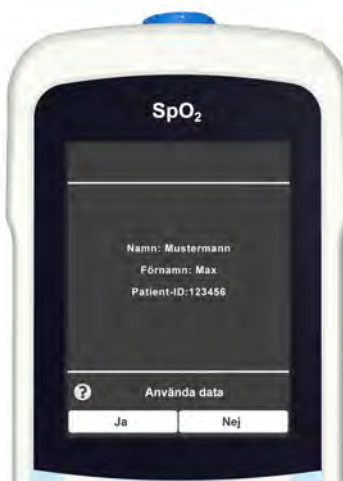 SpO₂
Namn: Mustermann
Förnamn: Max
Patient-ID:123456
? Använda data
Ja Nej